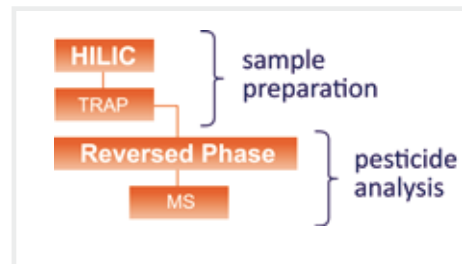 HILIC
TRAP
sample
preparation
Reversed Phase
MS
pesticide
analysis